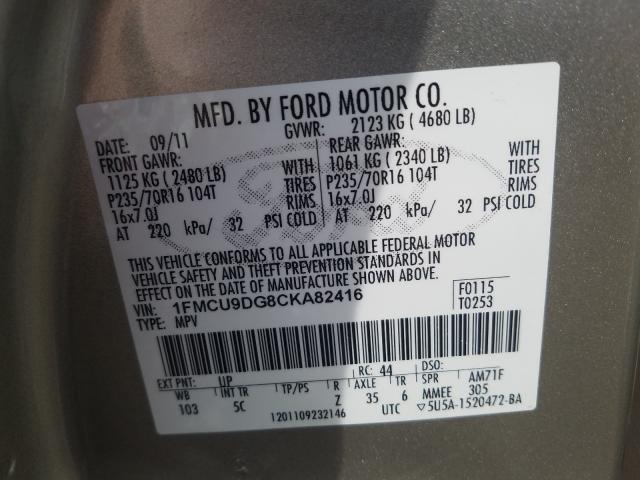 MFD. BY FORD MOTOR CO.
DATE: 09/11 GVWR: 2123 KG ( 4680 LB)
FRONT GAWR: REAR GAWR: WITH
1125 KG ( 2480 LB) WITH 1061 KG ( 2340 LB) TIRES
P235/70R16 104T TIRES P235/70R16 104T RIMS
16x7.0J RIMS 16x7.0J
AT 220 kPa/ 32 PSI COLD AT 220 kPa/ 32 PSI COLD
THIS VEHICLE CONFORMS TO ALL APPLICABLE FEDERAL MOTOR
VEHICLE SAFETY AND THEFT PREVENTION STANDARDS IN
EFFECT ON THE DATE OF MANUFACTURE SHOWN ABOVE.
1FMCU9DG8CKA82416 F0115
TYPE: MPV T0253
EXT PNT: UP RC: 44 DSO:
WB INT TR TP/PS R AXLE TR SPR AM71F
103 5C Z 35 6 MMEE 305
1201109232146 UTC ▽5U5A-1520472-BA